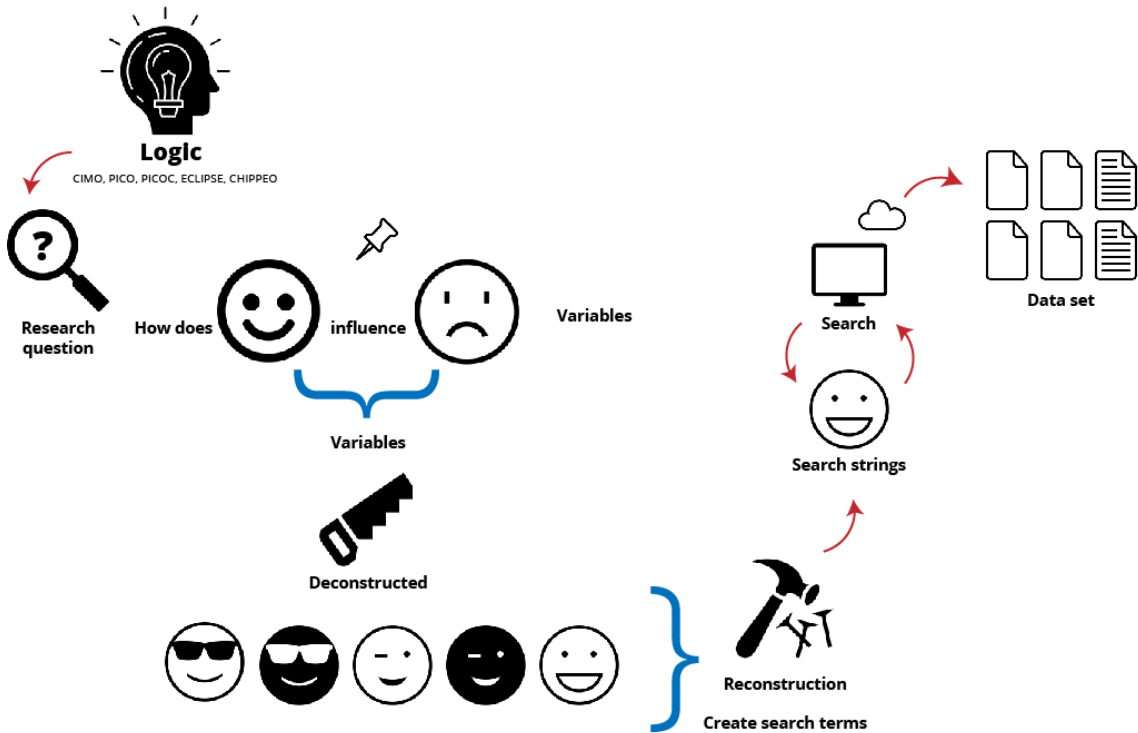 Logic
CIMO, PICO, PICOC, ECLIPSE, CHIPPEO
?
Research
question
How does
influence
Variables
Variables
Deconstructed
Reconstruction
Create search terms
Search strings
Search
Data set